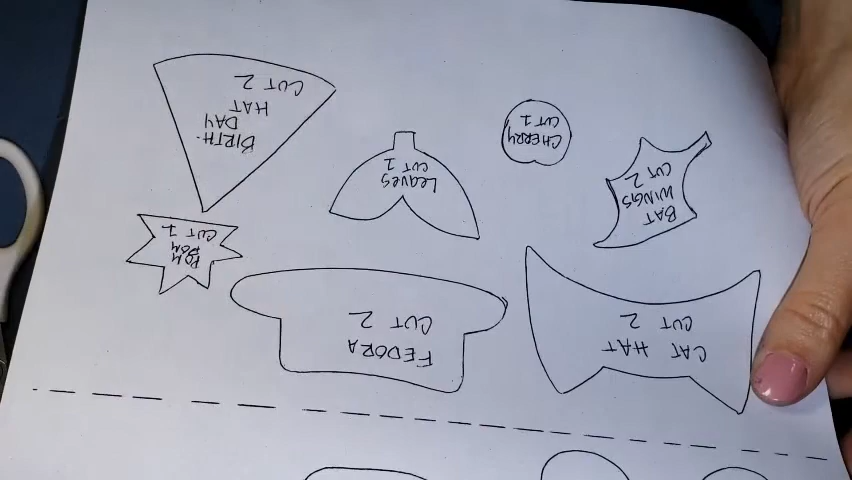 CAT HAT
CUT 2
FEDORA
CUT 2
POM
POM
CUT 1
BAT
WINGS
CUT 2
CHERRY
CUT 1
Leaves
CUT 1
BIRTH-
DAY
HAT
CUT 2